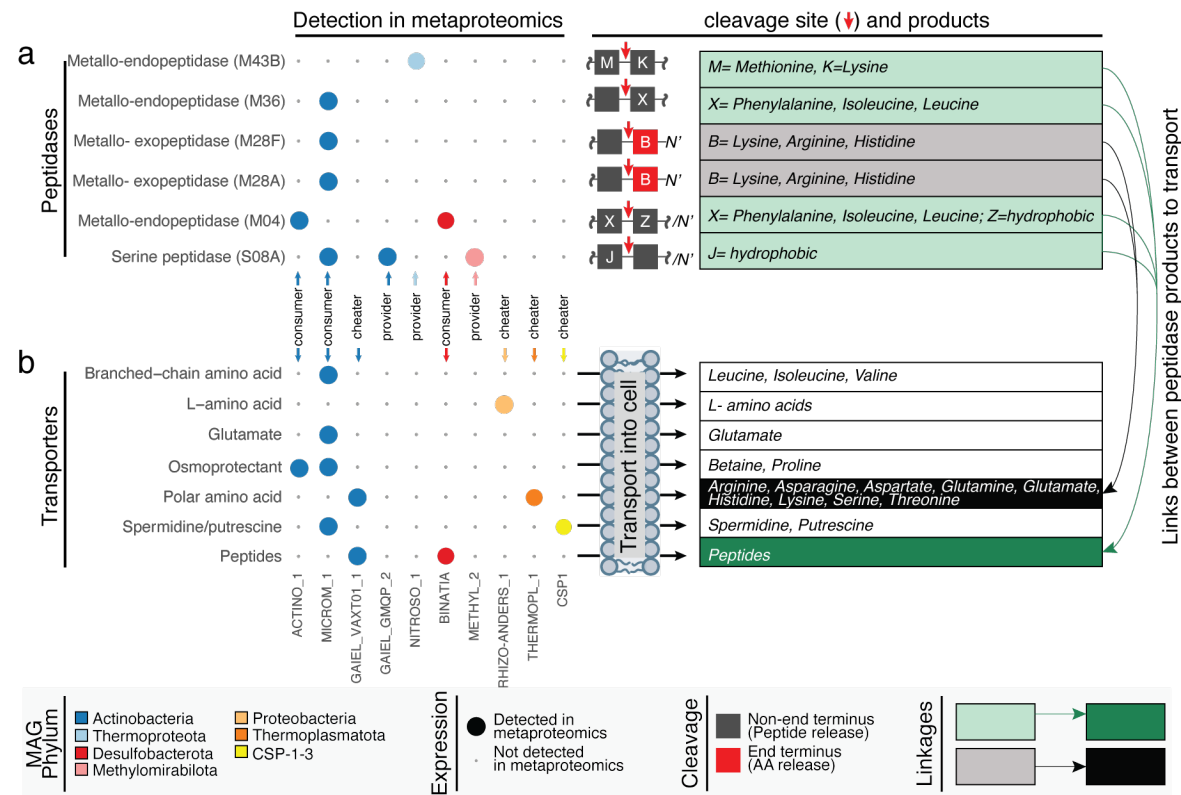 Detection in metaproteomics
cleavage site ( ) and products
a
Peptidases
Metallo-endopeptidase (M43B)
M K
M= Methionine, K=Lysine
Metallo-endopeptidase (M36)
X
X= Phenylalanine, Isoleucine, Leucine
Metallo- exopeptidase (M28F)
B N'
B= Lysine, Arginine, Histidine
Metallo- exopeptidase (M28A)
B N'
B= Lysine, Arginine, Histidine
Metallo-endopeptidase (M04)
X Z /N'
X= Phenylalanine, Isoleucine, Leucine; Z=hydrophobic
Serine peptidase (S08A)
J /N'
J= hydrophobic
consumer
consumer
cheater
provider
provider
consumer
provider
cheater
cheater
cheater
Links between peptidase products to transport
b
Transporters
Transport into cell
Branched–chain amino acid
Leucine, Isoleucine, Valine
L–amino acid
L- amino acids
Glutamate
Glutamate
Osmoprotectant
Betaine, Proline
Polar amino acid
Arginine, Asparagine, Aspartate, Glutamine, Glutamate,
Histidine, Lysine, Serine, Threonine
Spermidine/putrescine
Spermidine, Putrescine
Peptides
Peptides
ACTINO_1
MICROM_1
GAIEL_VAXT01_1
GAIEL_GMQP_2
NITROSO_1
BINATIA
METHYL_2
RHIZO-ANDERS_1
THERMOPL_1
CSP1
MAG
Phylum
Actinobacteria
Thermoproteota
Desulfobacterota
Methylomirabilota
Proteobacteria
Thermoplasmatota
CSP-1-3
Expression
Detected in
metaproteomics
Not detected
in metaproteomics
Cleavage
Non-end terminus
(Peptide release)
End terminus
(AA release)
Linkages